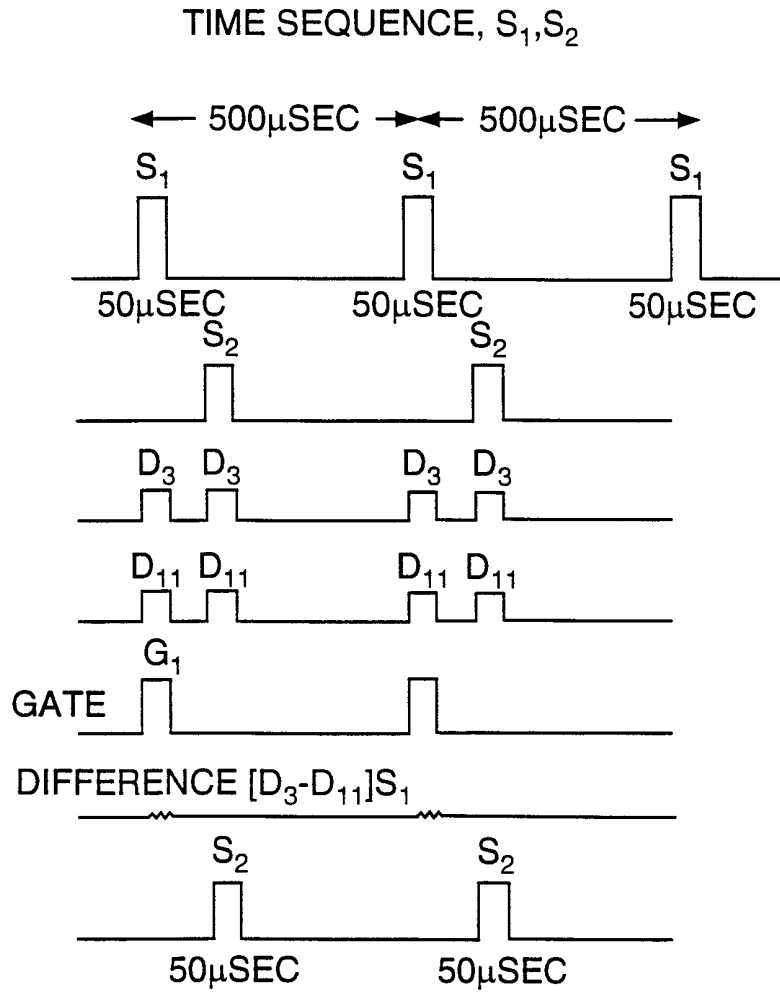 TIME SEQUENCE, S₁,S₂
500μSEC 500μSEC
S₁ S₁ S₁
50μSEC 50μSEC 50μSEC
S₂ S₂
D₃ D₃ D₃ D₃
D₁₁ D₁₁ D₁₁ D₁₁
G₁
GATE
DIFFERENCE [D₃-D₁₁]S₁
S₂ S₂
50μSEC 50μSEC